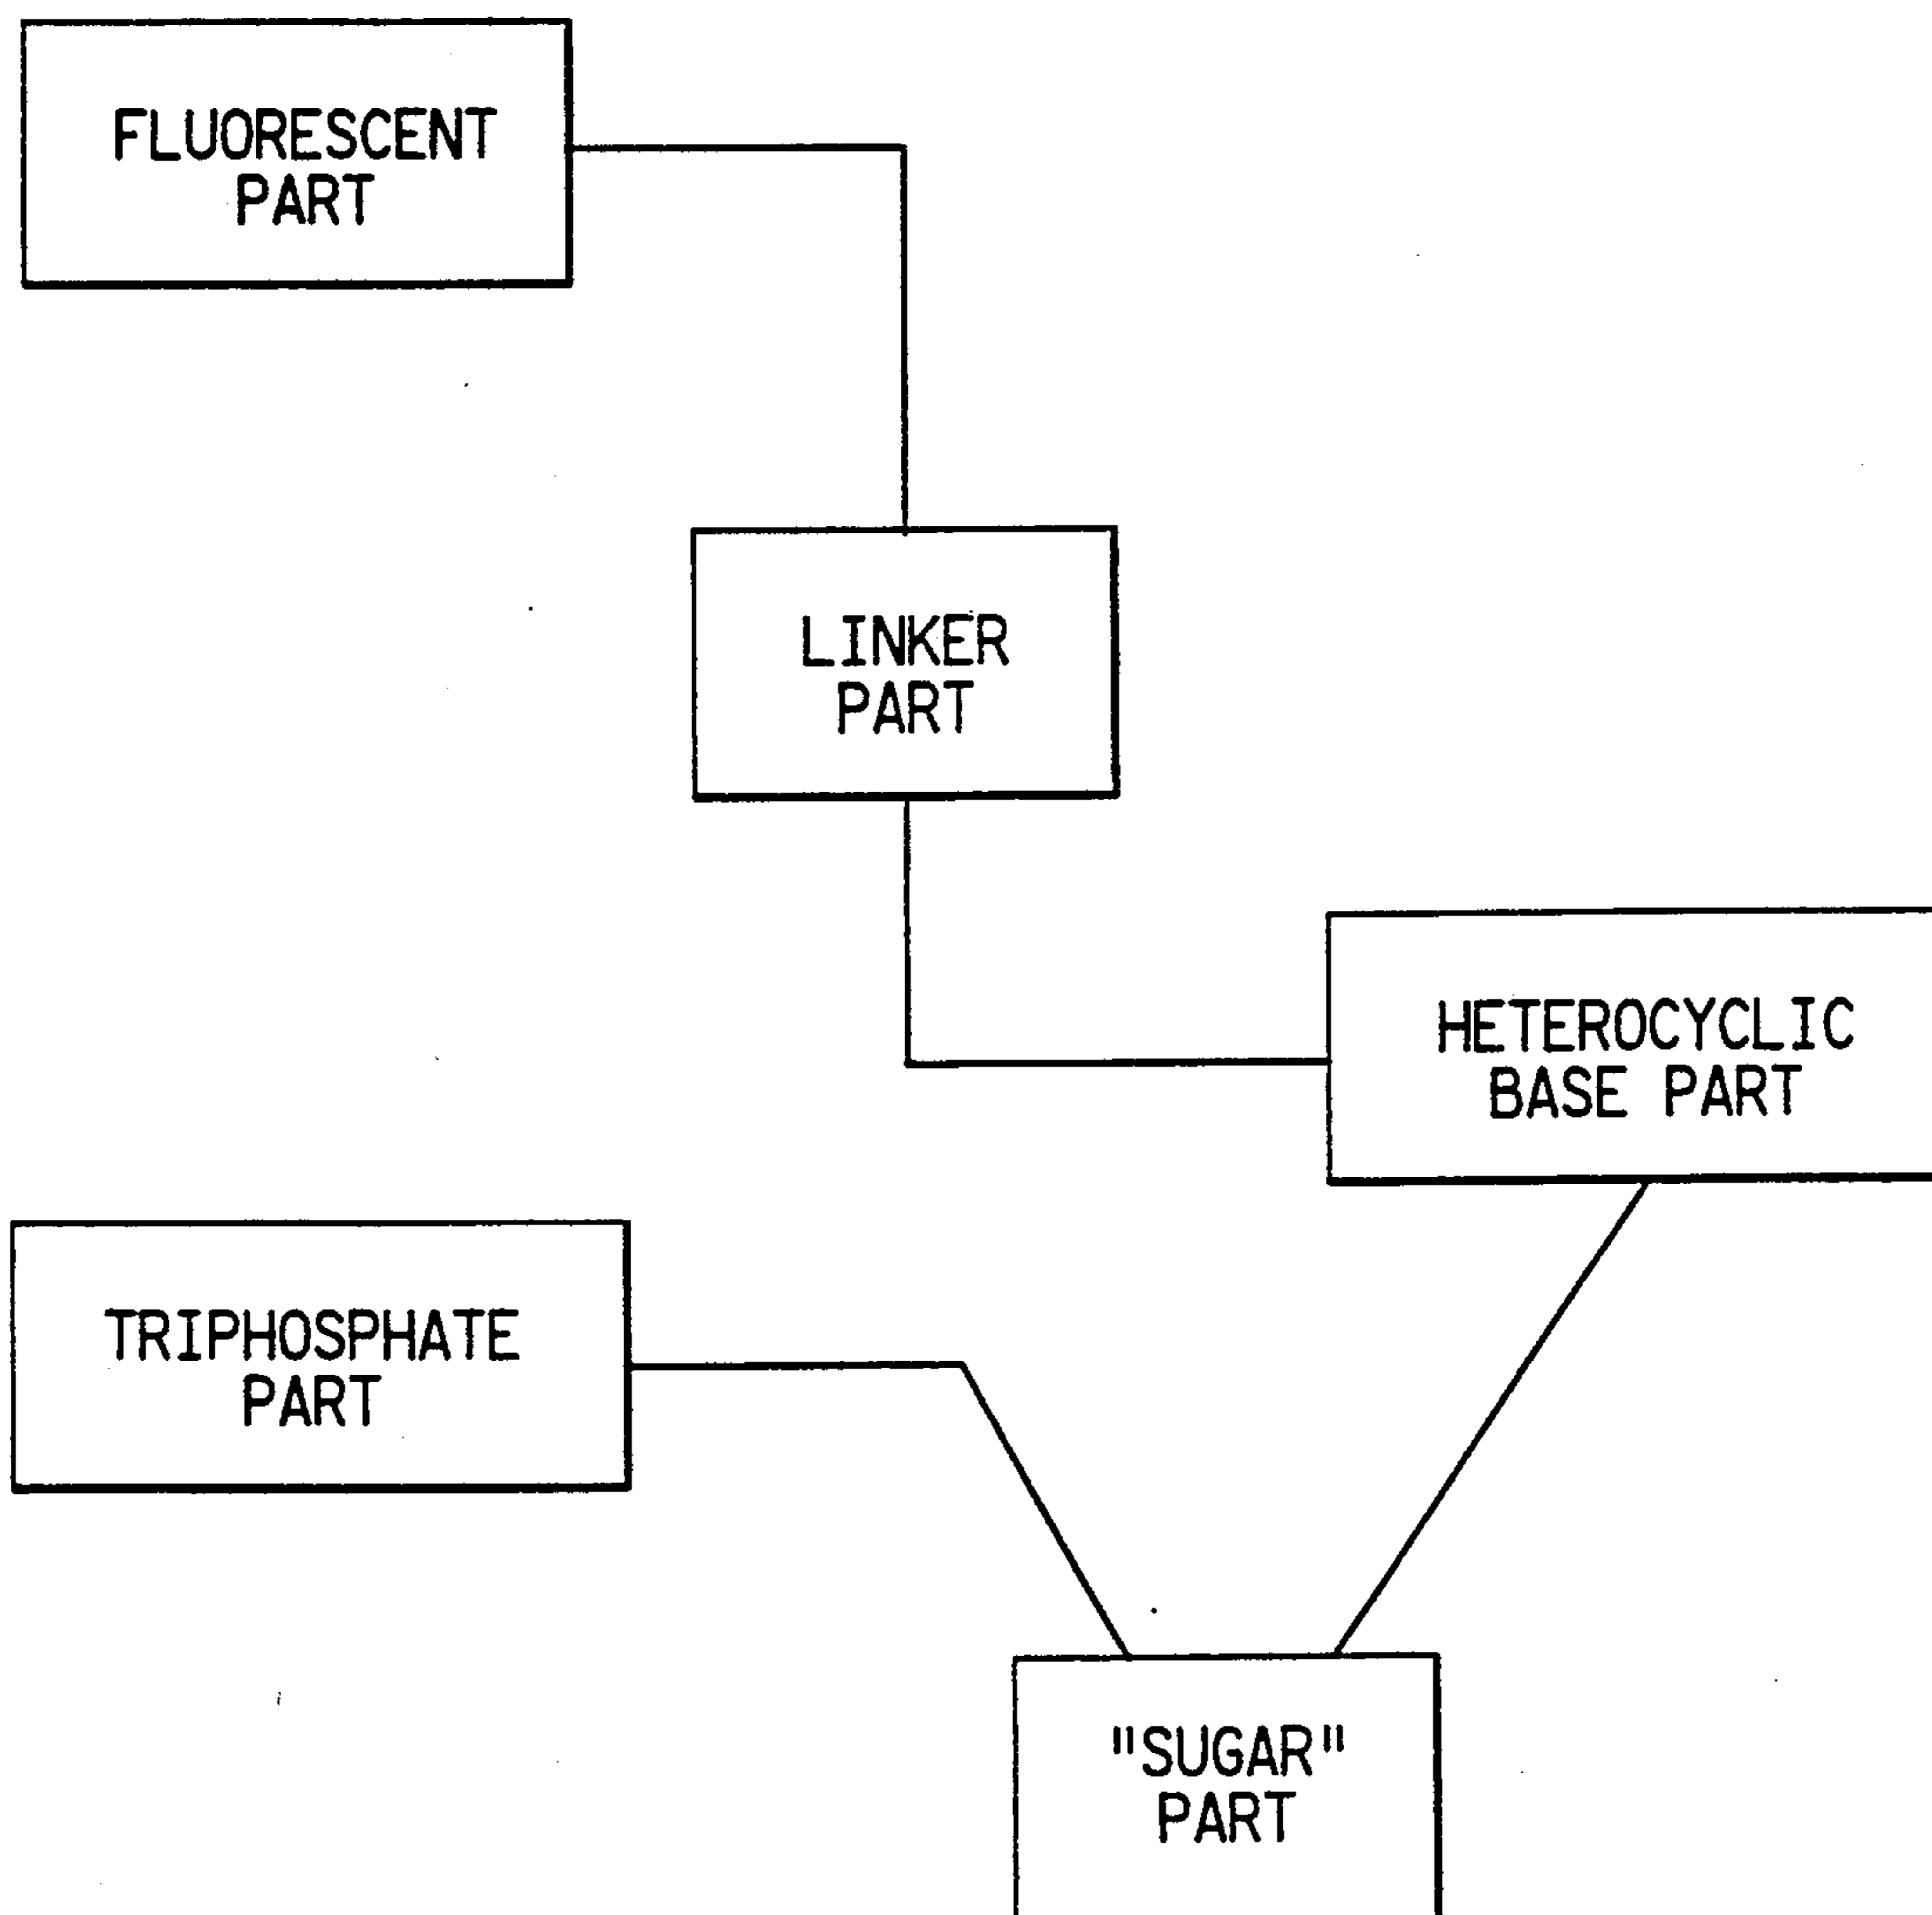 FLUORESCENT
PART
LINKER
PART
HETEROCYCLIC
BASE PART
TRIPHOSPHATE
PART
"SUGAR"
PART